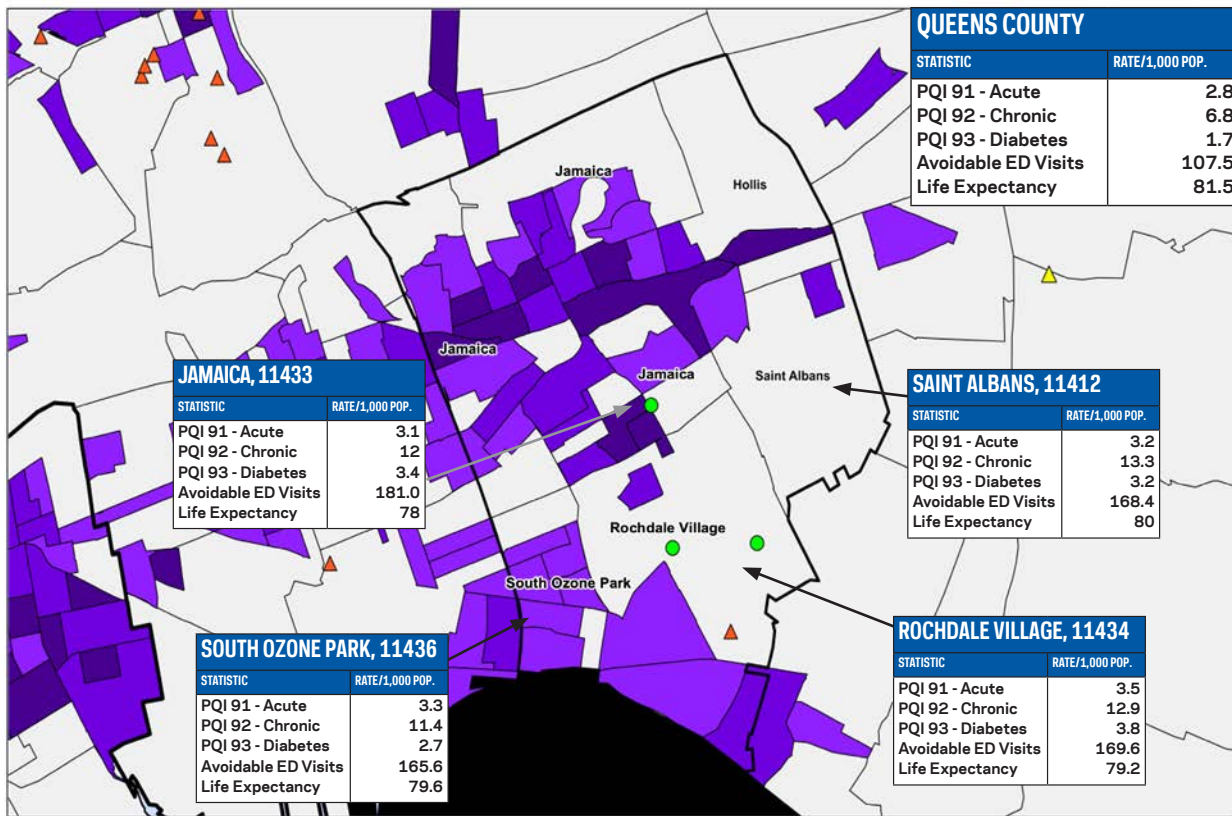 QUEENS COUNTY
STATISTIC RATE/1,000 POP.
PQI 91 - Acute 2.8
PQI 92 - Chronic 6.8
PQI 93 - Diabetes 1.7
Avoidable ED Visits 107.5
Life Expectancy 81.5
Jamaica
Hollis
Jamaica
Jamaica
Saint Albans
JAMAICA, 11433
STATISTIC RATE/1,000 POP.
PQI 91 - Acute 3.1
PQI 92 - Chronic 12
PQI 93 - Diabetes 3.4
Avoidable ED Visits 181.0
Life Expectancy 78
SAINT ALBANS, 11412
STATISTIC RATE/1,000 POP.
PQI 91 - Acute 3.2
PQI 92 - Chronic 13.3
PQI 93 - Diabetes 3.2
Avoidable ED Visits 168.4
Life Expectancy 80
Rochdale Village
South Ozone Park
SOUTH OZONE PARK, 11436
STATISTIC RATE/1,000 POP.
PQI 91 - Acute 3.3
PQI 92 - Chronic 11.4
PQI 93 - Diabetes 2.7
Avoidable ED Visits 165.6
Life Expectancy 79.6
ROCHDALE VILLAGE, 11434
STATISTIC RATE/1,000 POP.
PQI 91 - Acute 3.5
PQI 92 - Chronic 12.9
PQI 93 - Diabetes 3.8
Avoidable ED Visits 169.6
Life Expectancy 79.2